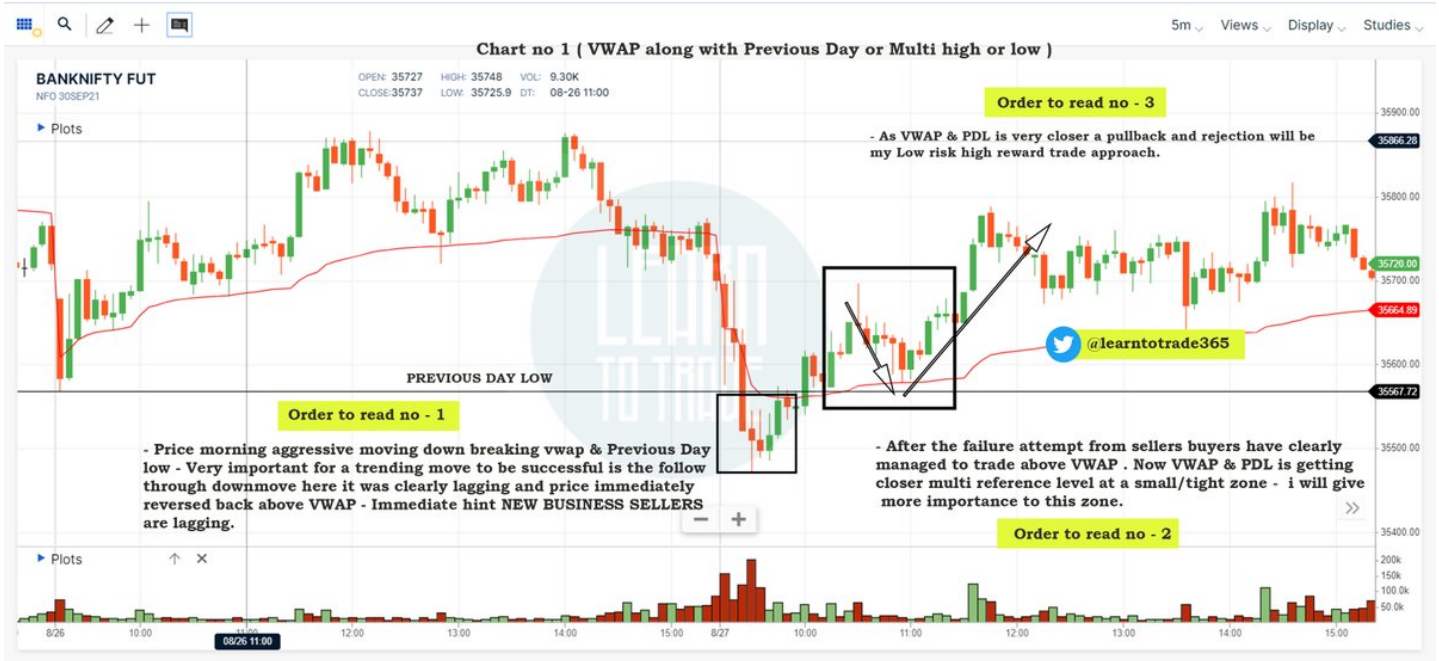 5m Views Display Studies
Chart no 1 ( VWAP along with Previous Day or Multi high or low )
BANKNIFTY FUT
NFO 30SEP21
OPEN: 35727 HIGH: 35748 VOL: 9.30K
CLOSE:35737 LOW: 35725.9 DT: 08-26 11:00
Plots
Order to read no - 3
- As VWAP & PDL is very closer a pullback and rejection will be
my Low risk high reward trade approach.
35900.00
35866.28
35800.00
35720.00
35700.00
35664.89
35600.00
35567.72
35500.00
35400.00
LEARN
TO TRADE
@learntotrade365
PREVIOUS DAY LOW
Order to read no - 1
- Price morning aggressive moving down breaking vwap & Previous Day
low - Very important for a trending move to be successful is the follow
through downmove here it was clearly lagging and price immediately
reversed back above VWAP - Immediate hint NEW BUSINESS SELLERS
are lagging.
- After the failure attempt from sellers buyers have clearly
managed to trade above VWAP . Now VWAP & PDL is getting
closer multi reference level at a small/tight zone - i will give
more importance to this zone.
Order to read no - 2
Plots
200k
150k
100k
50.0k
8/26 10:00 11:00 12:00 13:00 14:00 15:00 8/27 10:00 11:00 12:00 13:00 14:00 15:00
08/26 11:00